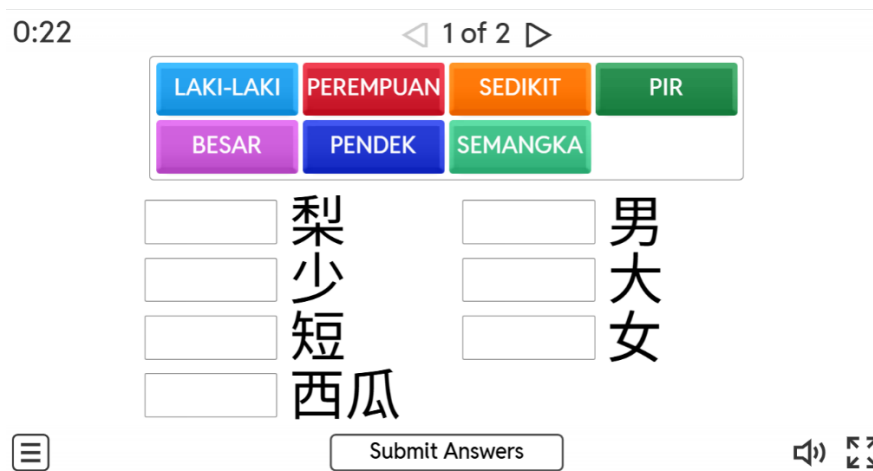 0:22
1 of 2
LAKI-LAKI PEREMPUAN SEDIKIT PIR
BESAR PENDEK SEMANGKA
梨 男
少 大
短 女
西瓜
Submit Answers